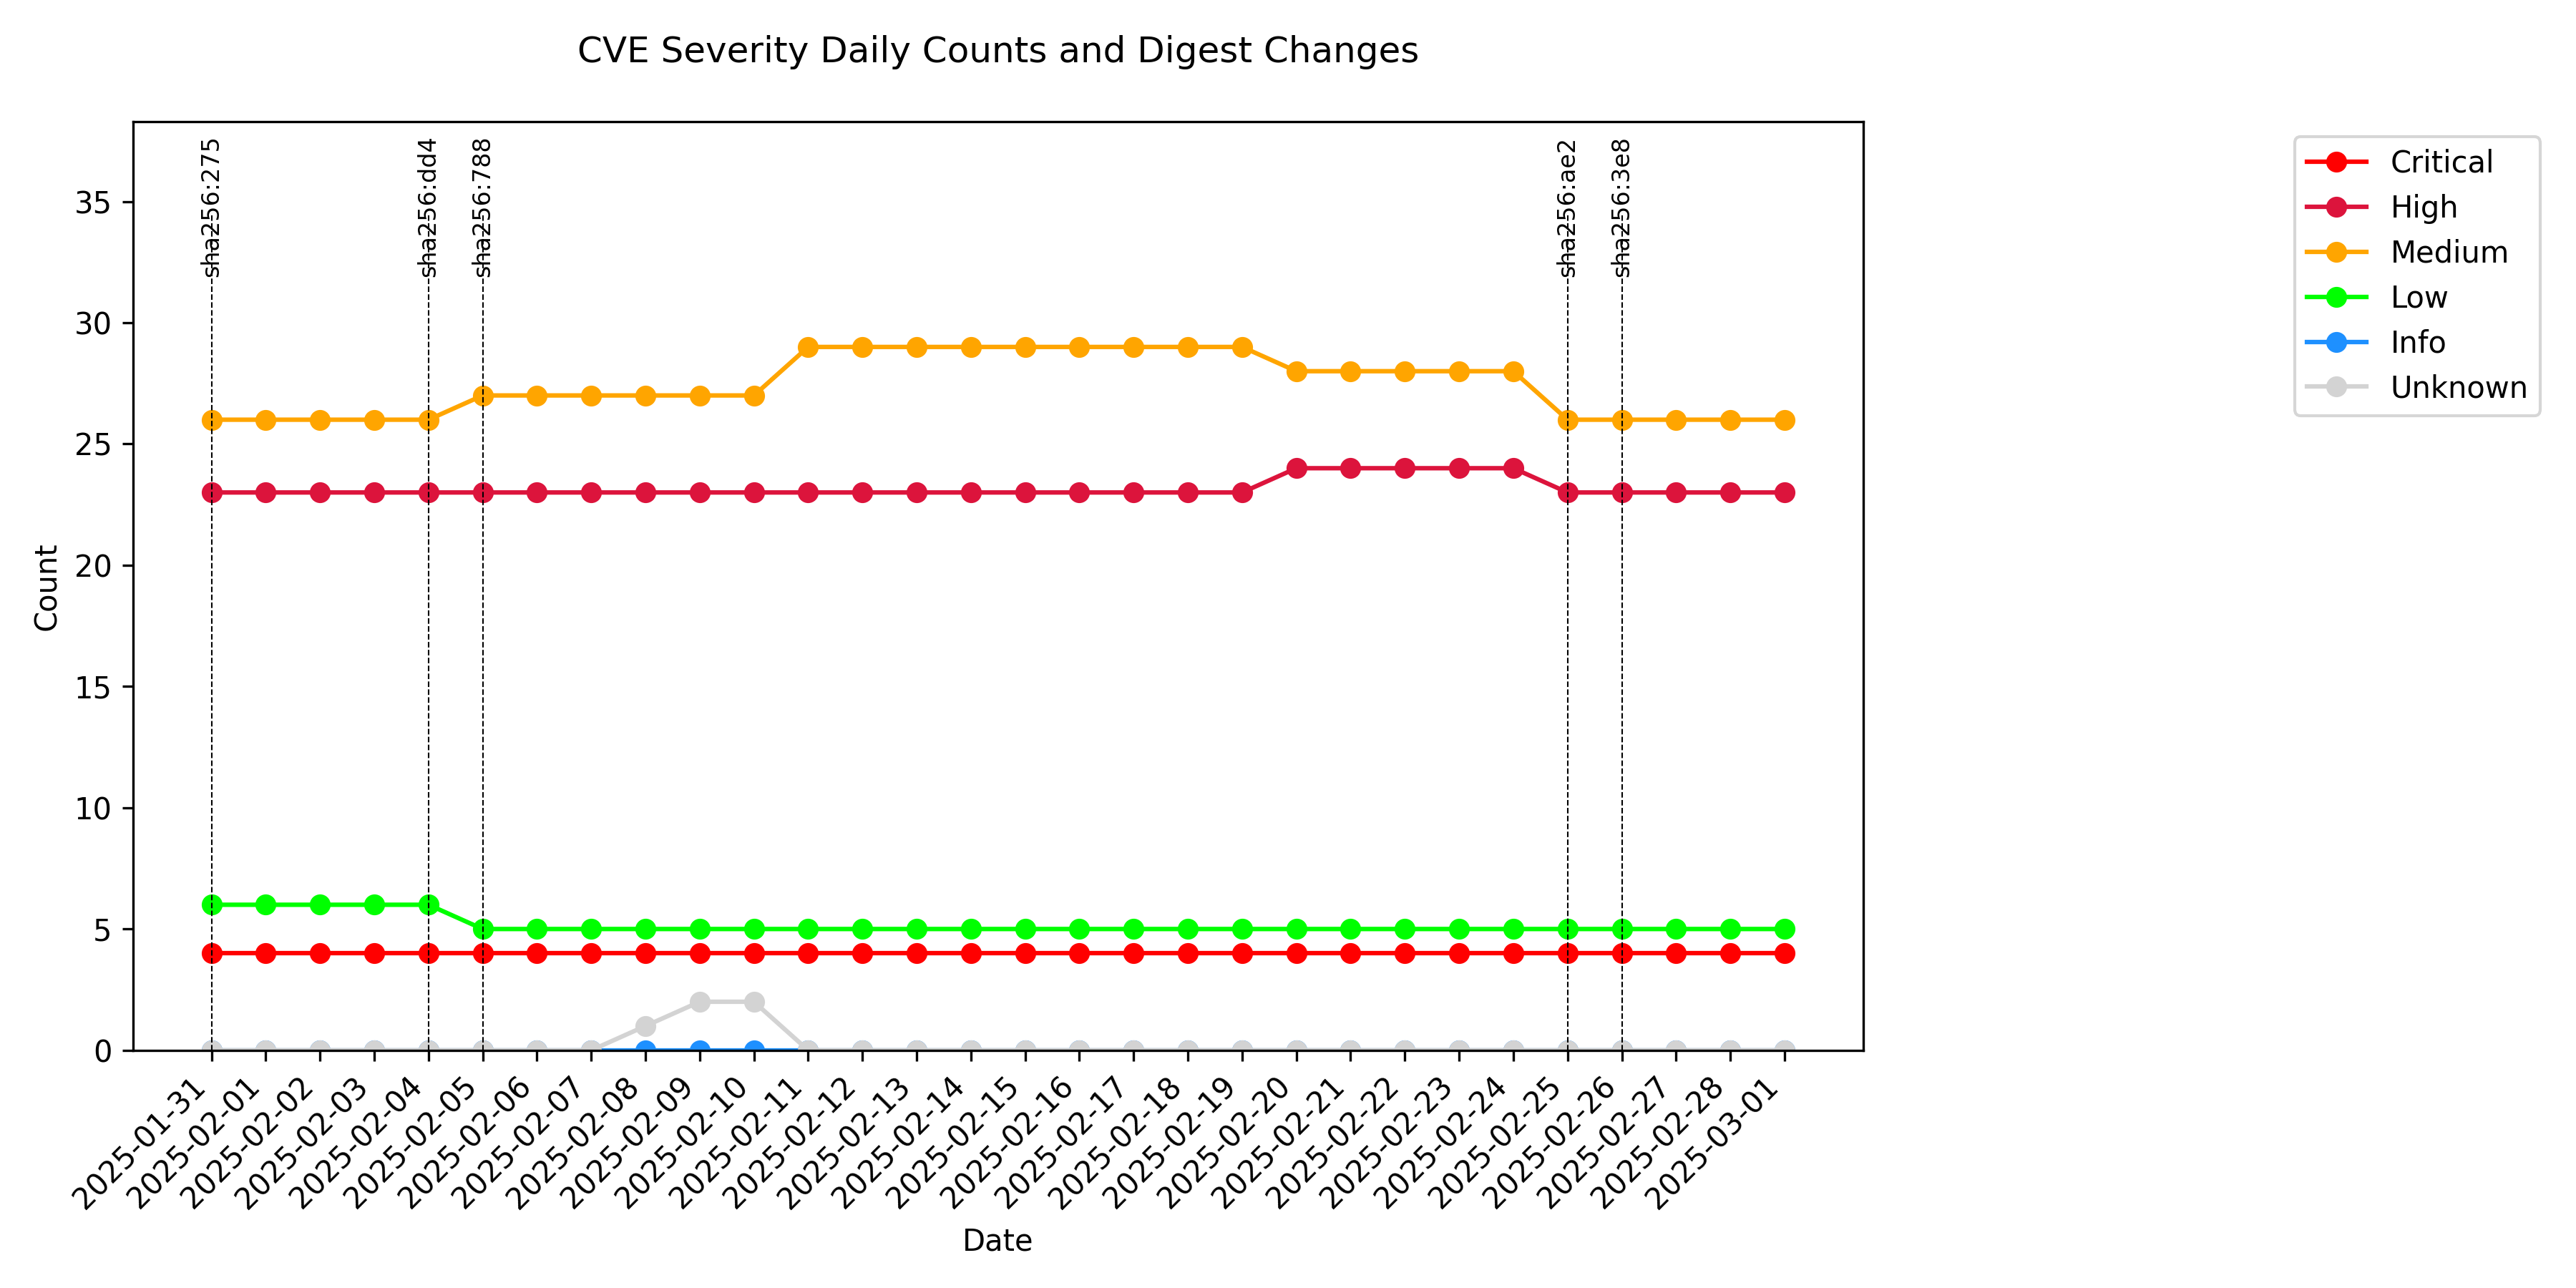 CVE Severity Daily Counts and Digest Changes
sha256:275
sha256:dd4
sha256:788
sha256:ae2
sha256:3e8
Critical
High
Medium
Low
Info
Unknown
Count
35
30
25
20
15
10
5
0
2025-01-31
2025-02-01
2025-02-02
2025-02-03
2025-02-04
2025-02-05
2025-02-06
2025-02-07
2025-02-08
2025-02-09
2025-02-10
2025-02-11
2025-02-12
2025-02-13
2025-02-14
2025-02-15
2025-02-16
2025-02-17
2025-02-18
2025-02-19
2025-02-20
2025-02-21
2025-02-22
2025-02-23
2025-02-24
2025-02-25
2025-02-26
2025-02-27
2025-02-28
2025-03-01
Date